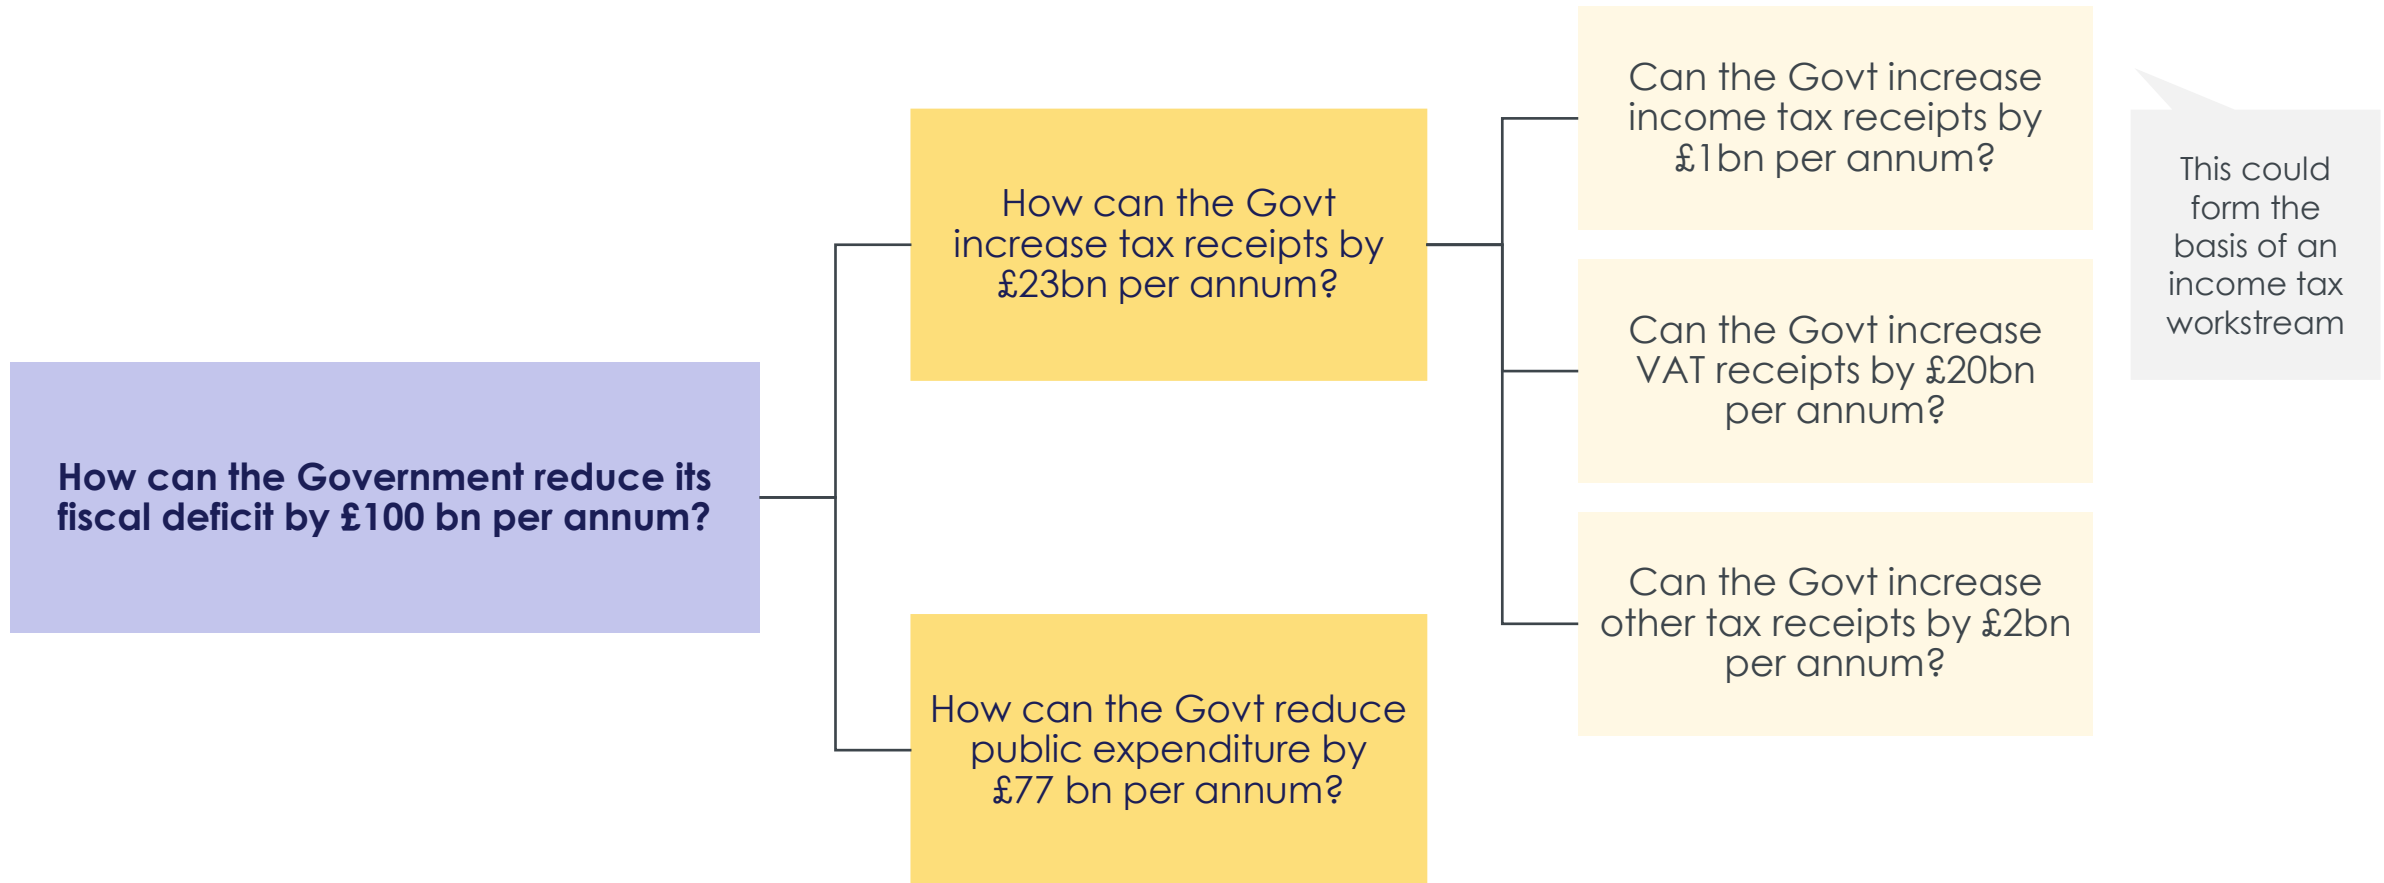 How can the Government reduce its
fiscal deficit by £100 bn per annum?
How can the Govt
increase tax receipts by
£23bn per annum?
How can the Govt reduce
public expenditure by
£77 bn per annum?
Can the Govt increase
income tax receipts by
£1bn per annum?
Can the Govt increase
VAT receipts by £20bn
per annum?
Can the Govt increase
other tax receipts by £2bn
per annum?
This could
form the
basis of an
income tax
workstream